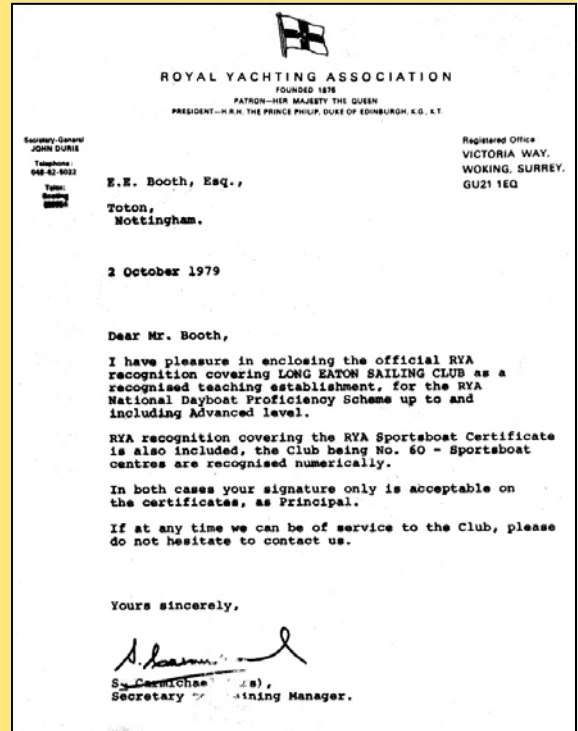 ROYAL YACHTING ASSOCIATION
FOUNDED 1875
PATRON—HER MAJESTY THE QUEEN
PRESIDENT—H.R.H. THE PRINCE PHILIP, DUKE OF EDINBURGH, K.G., K.T.
Secretary-General
JOHN DURIE
Telephone:
048-62-5022
Telex:
Registered Office
VICTORIA WAY,
WOKING, SURREY,
GU21 1EQ
E.E. Booth, Esq.,
Toton,
Nottingham.
2 October 1979
Dear Mr. Booth,
I have pleasure in enclosing the official RYA
recognition covering LONG EATON SAILING CLUB as a
recognised teaching establishment, for the RYA
National Dayboat Proficiency Scheme up to and
including Advanced level.
RYA recognition covering the RYA Sportsboat Certificate
is also included, the Club being No. 60 - Sportsboat
centres are recognised numerically.
In both cases your signature only is acceptable on
the certificates, as Principal.
If at any time we can be of service to the Club, please
do not hesitate to contact us.
Yours sincerely,
Secretary Manager.